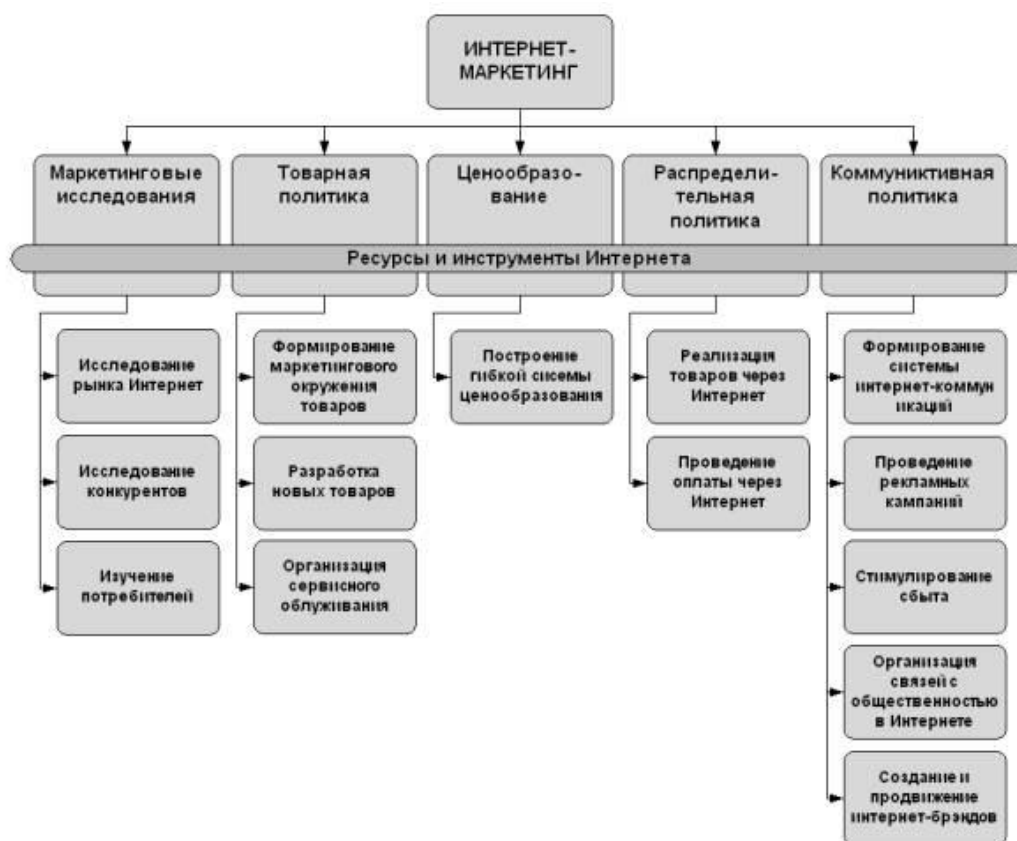 ИНТЕРНЕТ-
МАРКЕТИНГ
Маркетинговые
исследования
Товарная
политика
Ценообразо-
вание
Распредели-
тельная
политика
Коммуниктивная
политика
Ресурсы и инструменты Интернета
Исследование
рынка Интернет
Исследование
конкурентов
Изучение
потребителей
Формирование
маркетингового
окружения
товаров
Разработка
новых товаров
Организация
сервисного
облуживания
Построение
гибкой сисемы
ценообразования
Реализация
товаров через
Интернет
Проведение
оплаты через
Интернет
Формирование
системы
интернет-коммун
икаций
Проведение
рекламных
кампаний
Стимулирование
сбыта
Организация
связей с
общественностью
в Интернете
Создание и
продвижение
интернет-брэндов